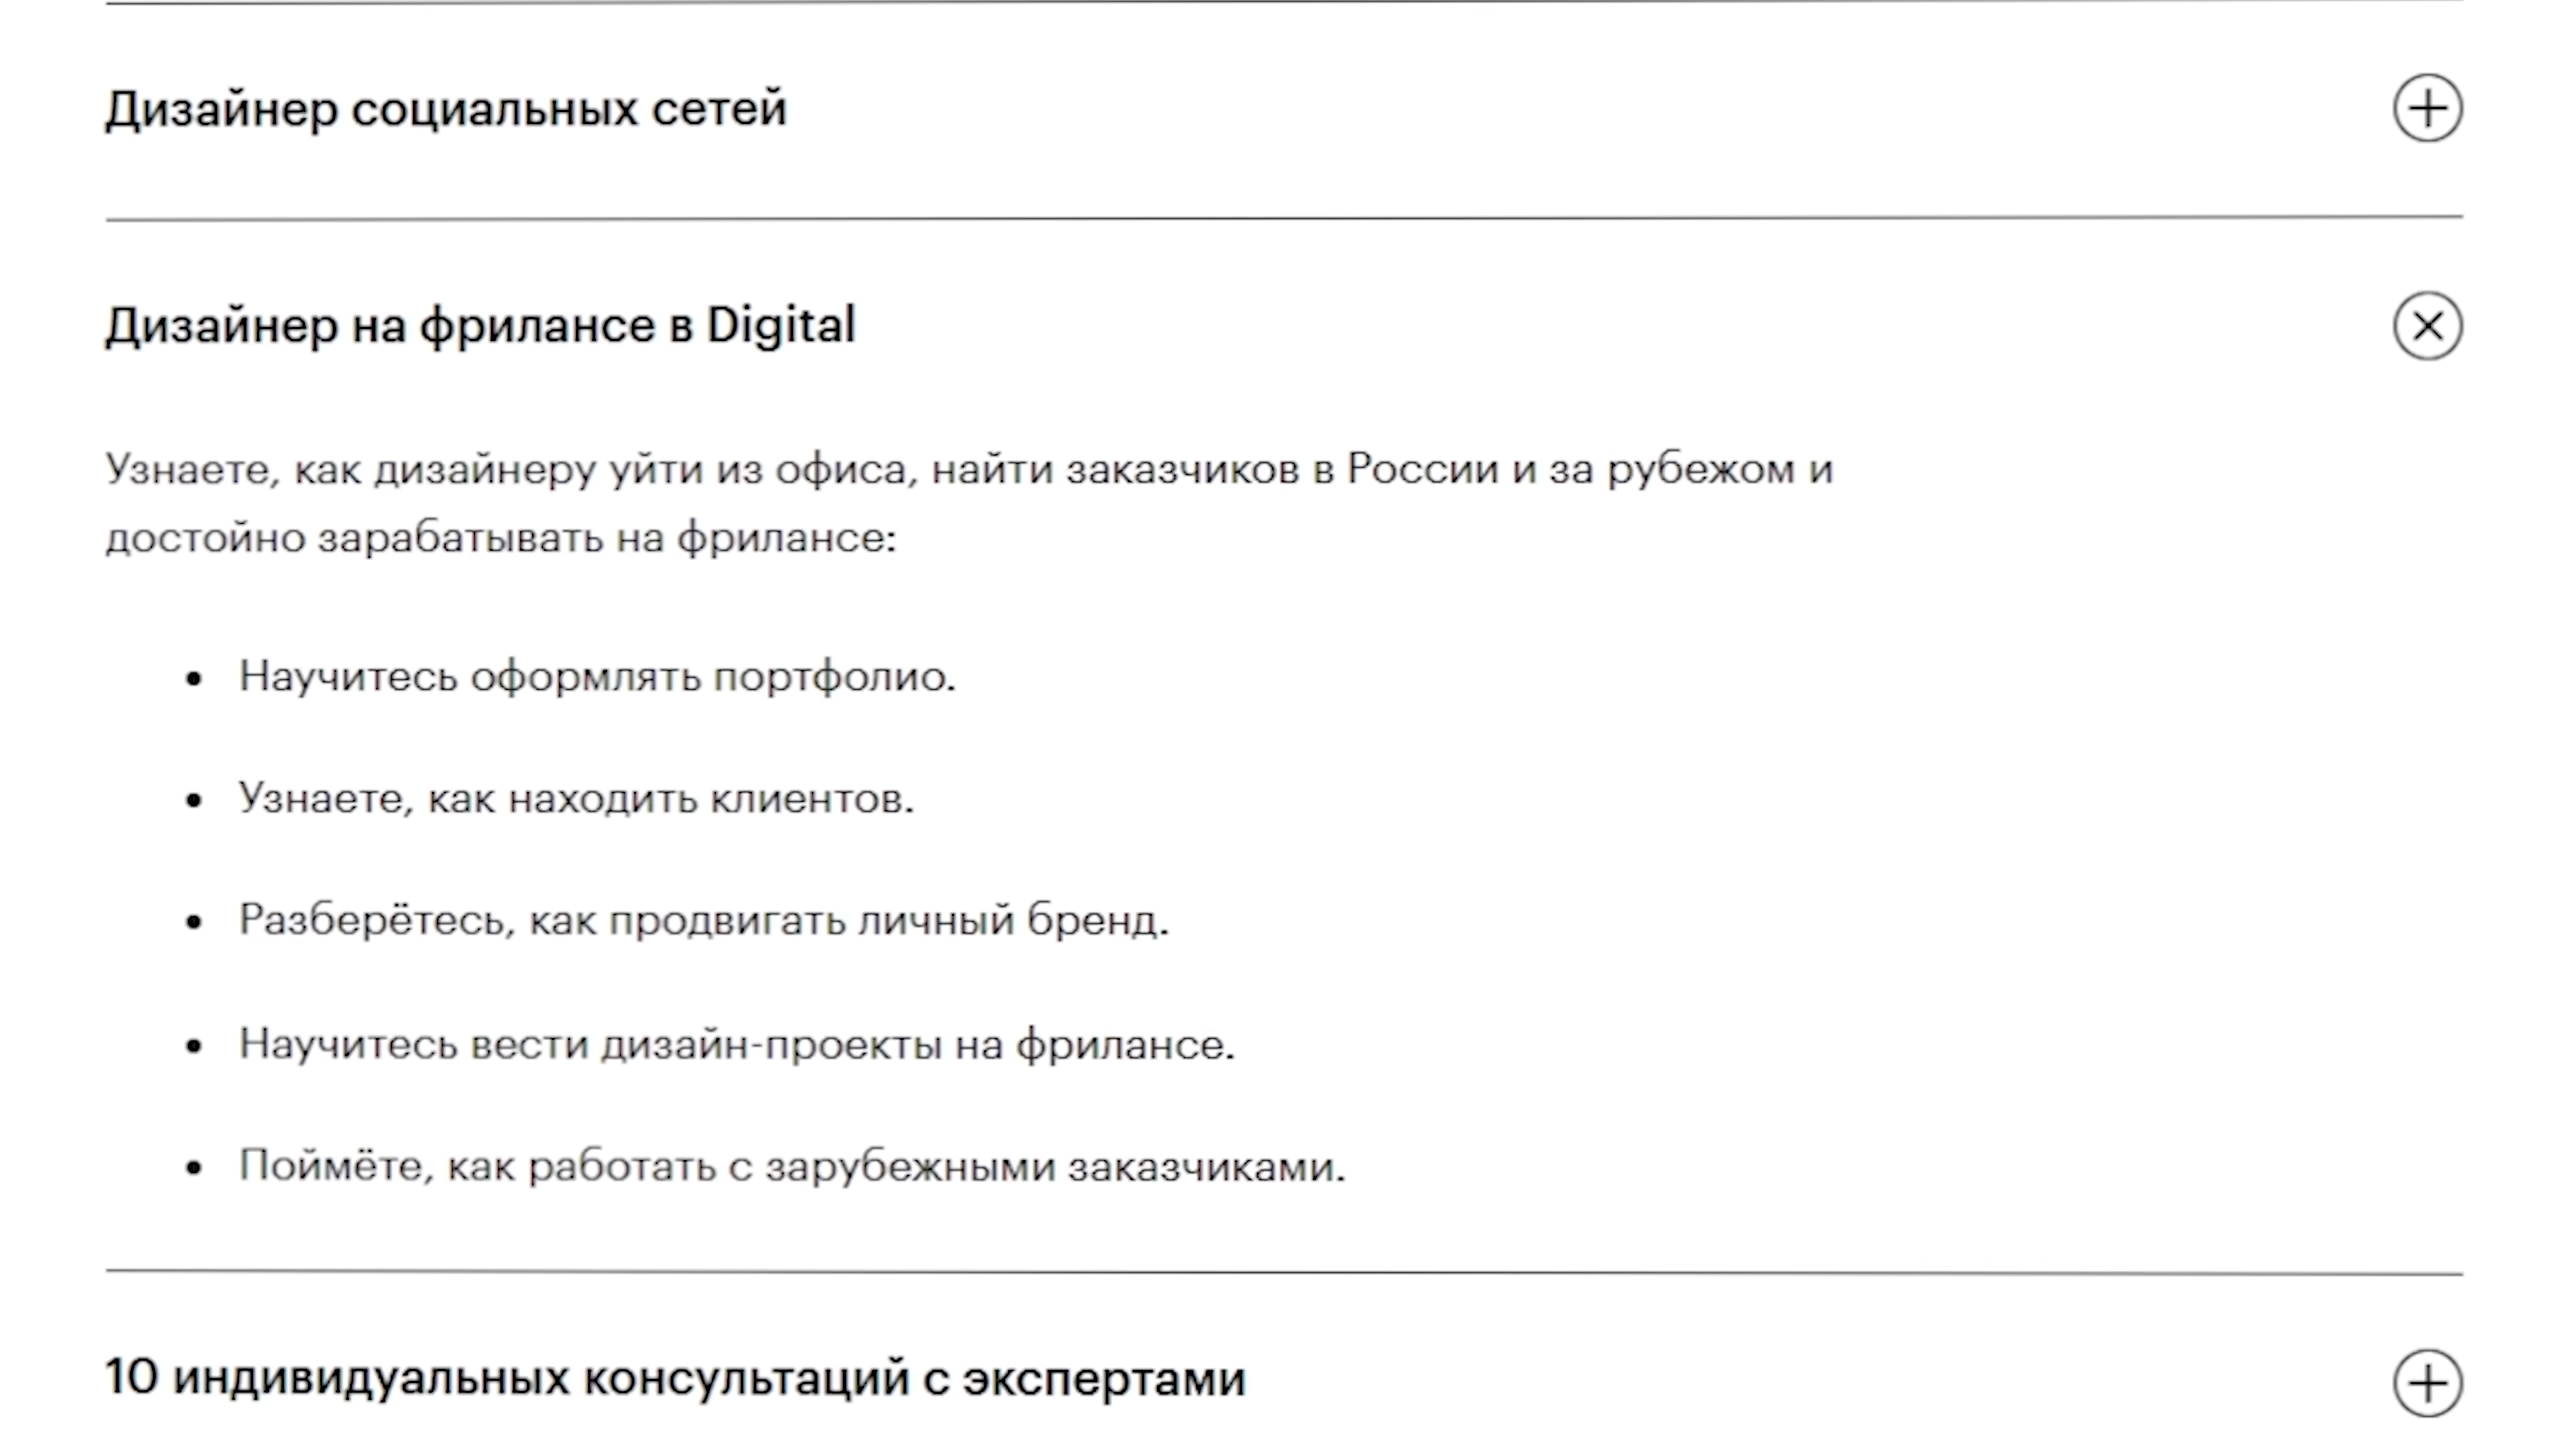 Дизайнер социальных сетей
Дизайнер на фрилансе в Digital
Узнаете, как дизайнеру уйти из офиса, найти заказчиков в России и за рубежом и
достойно зарабатывать на фрилансе:
• Научитесь оформлять портфолио.
• Узнаете, как находить клиентов.
• Разберётесь, как продвигать личный бренд.
• Научитесь вести дизайн-проекты на фрилансе.
• Поймёте, как работать с зарубежными заказчиками.
10 индивидуальных консультаций с экспертами